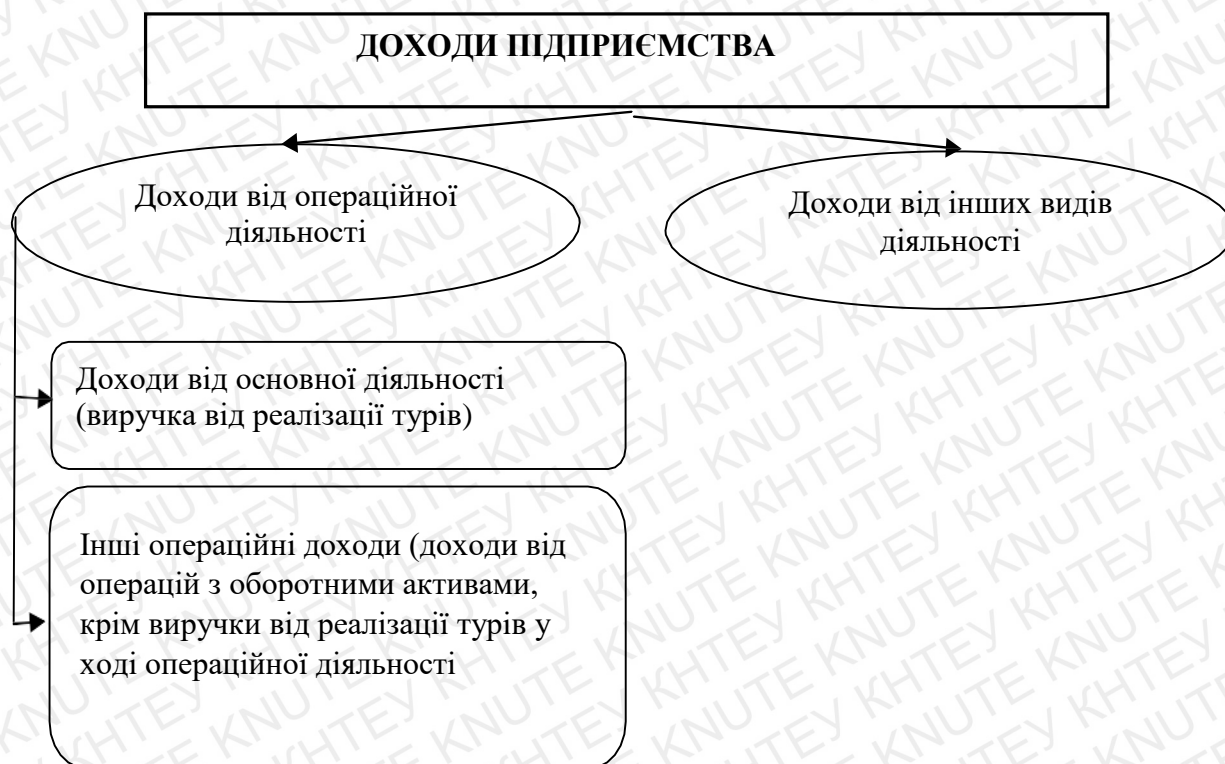 ДОХОДИ ПІДПРИЄМСТВА
Доходи від операційної
діяльності
Доходи від інших видів
діяльності
Доходи від основної діяльності
(виручка від реалізації турів)
Інші операційні доходи (доходи від
операцій з оборотними активами,
крім виручки від реалізації турів у
ході операційної діяльності